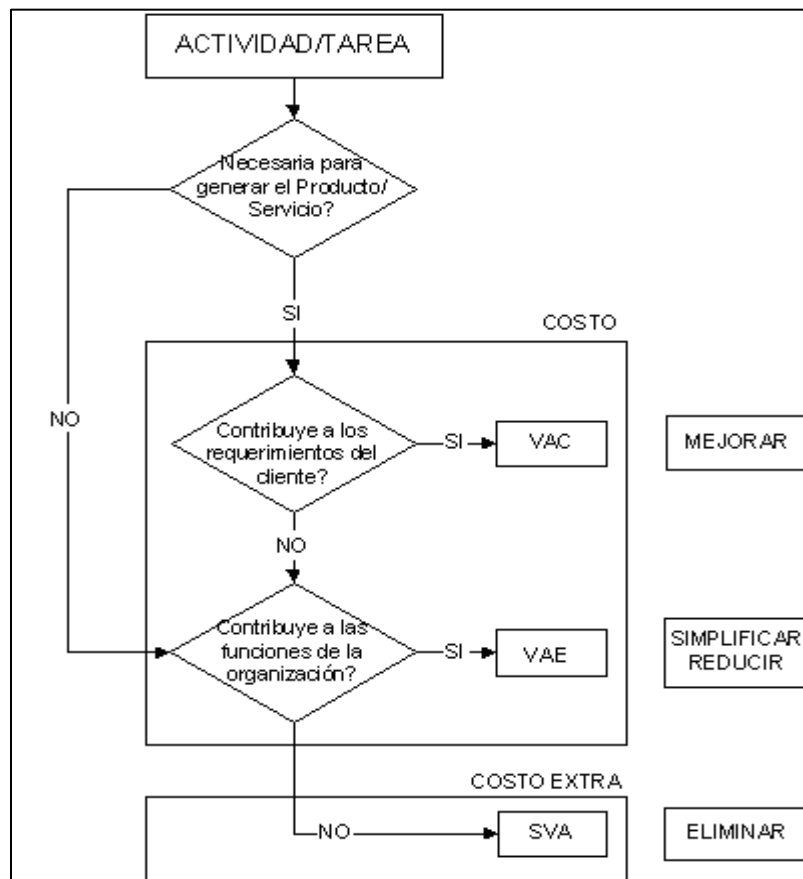 ACTIVIDAD/TAREA
Necesaria para
generar el Producto/
Servicio?
SI
COSTO
NO
Contribuye a los
requerimientos del
cliente?
SI
VAC
MEJORAR
NO
Contribuye a las
funciones de la
organización?
SI
VAE
SIMPLIFICAR
REDUCIR
COSTO EXTRA
NO
SVA
ELIMINAR